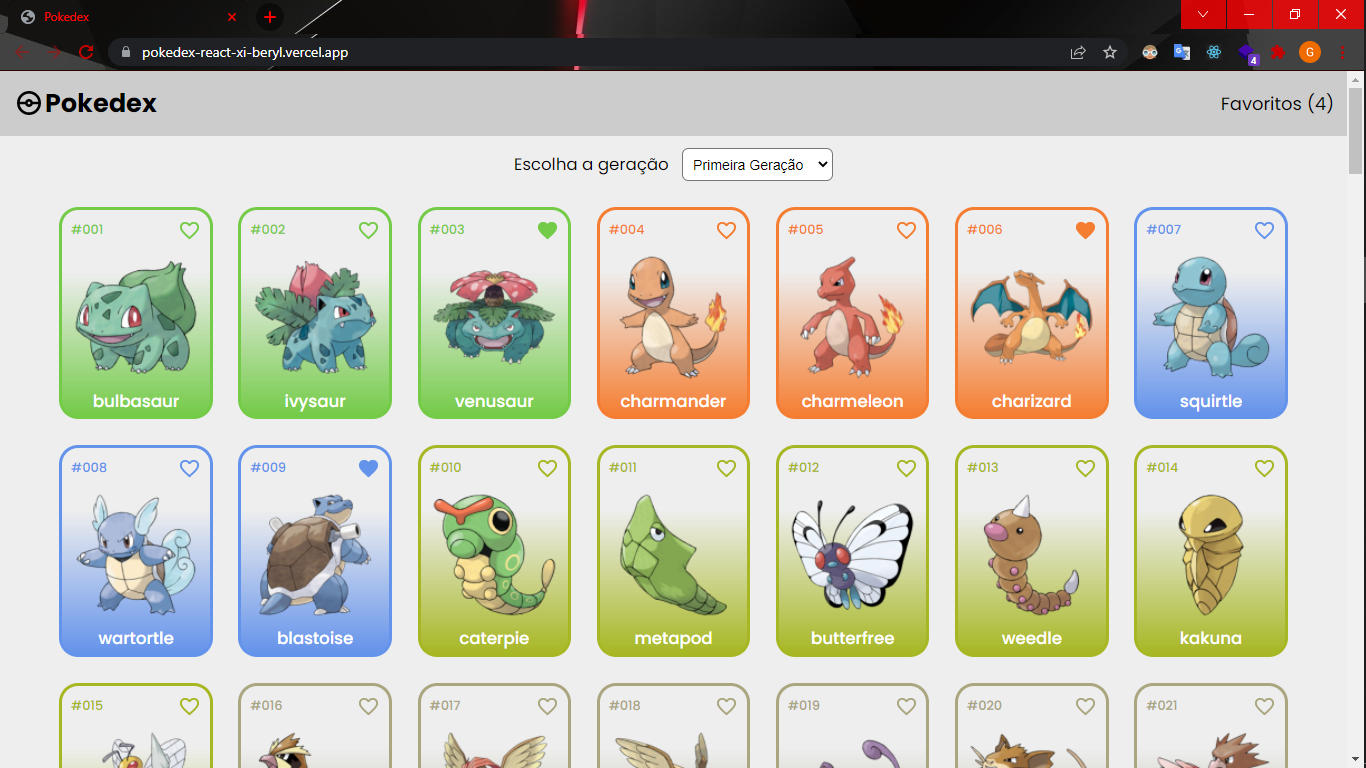 Pokedex
pokedex-react-xi-beryl.vercel.app
G
4
Pokedex
Favoritos (4)
Escolha a geração
Primeira Geração
#001 #002 #003 #004 #005 #006 #007
bulbasaur ivysaur venusaur charmander charmeleon charizard squirtle
#008 #009 #010 #011 #012 #013 #014
wartortle blastoise caterpie metapod butterfree weedle kakuna
#015 #016 #017 #018 #019 #020 #021